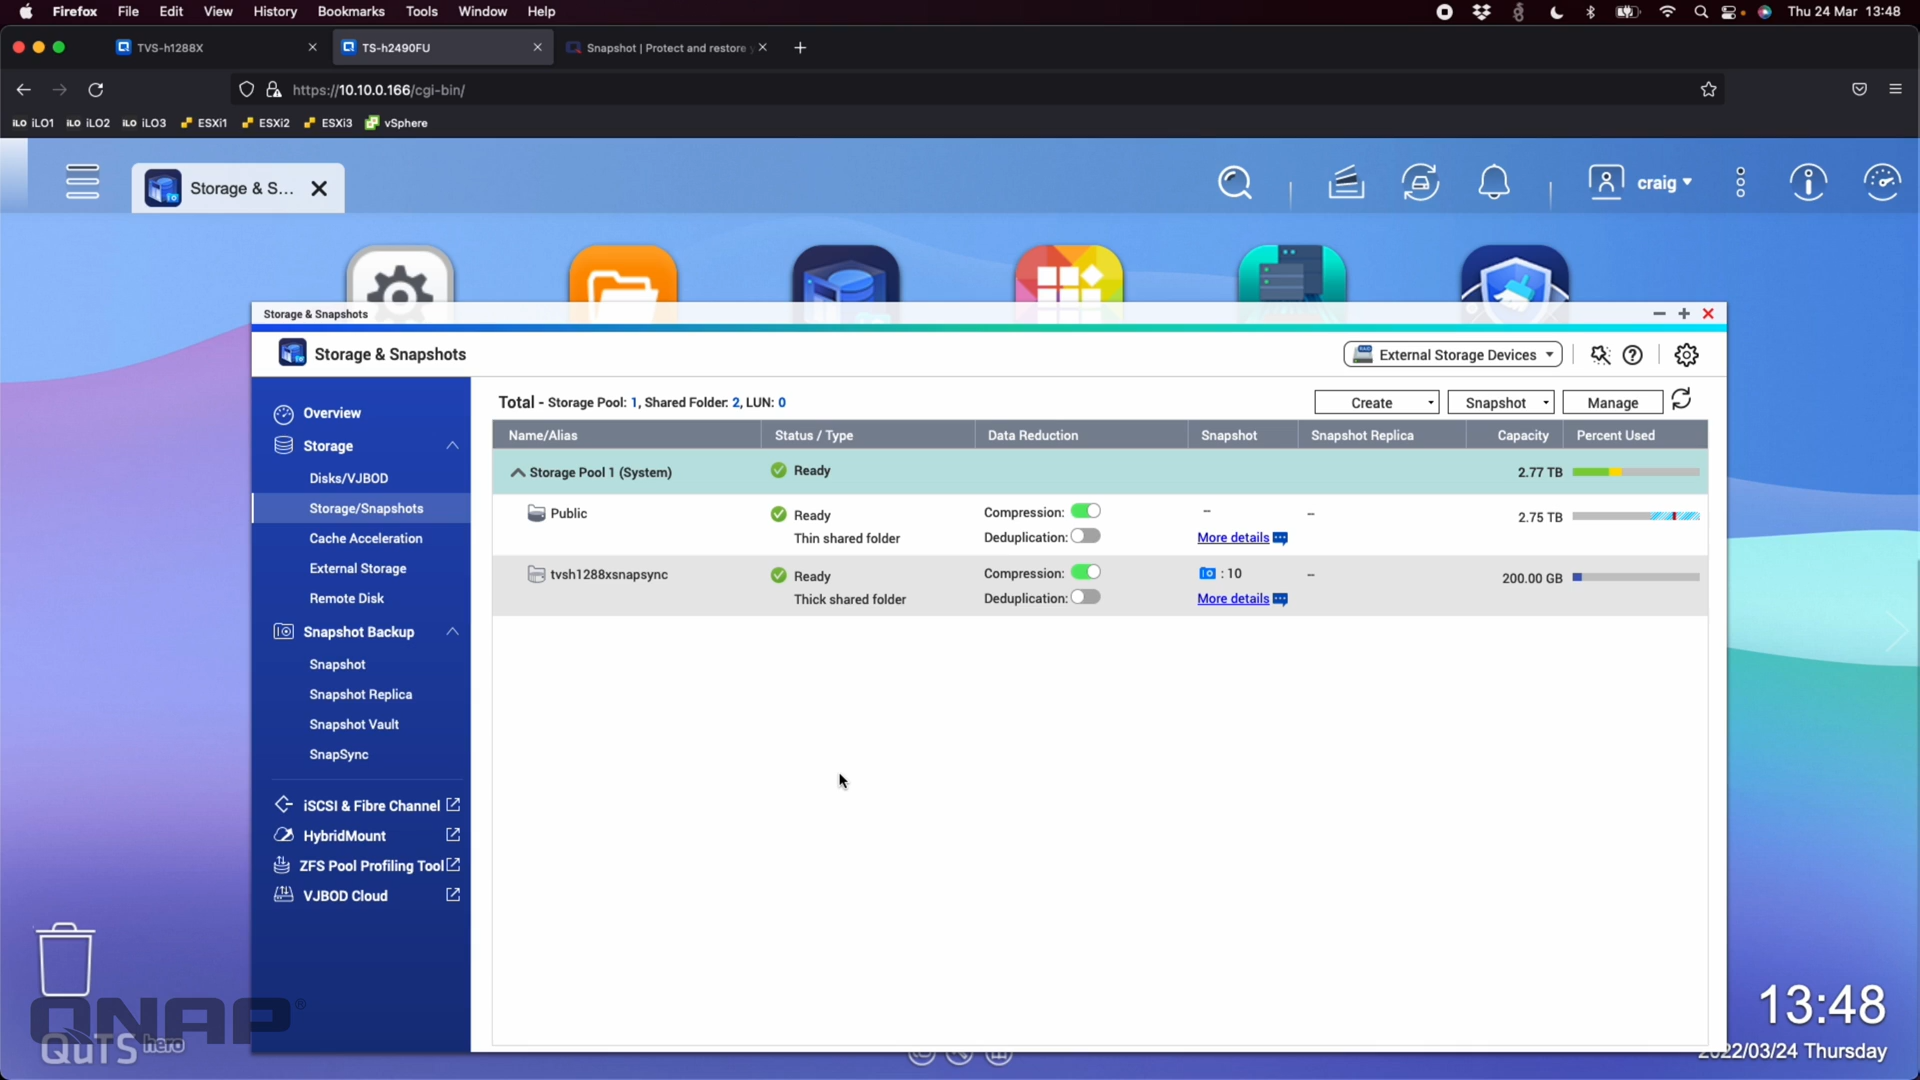 Firefox File Edit View History Bookmarks Tools Window Help Thu 24 Mar 13:48
TVS-h1288X TS-h2490FU Snapshot | Protect and restore
https://10.10.0.166/cgi-bin/
iLO iLO1 iLO iLO2 iLO iLO3 ESXi1 ESXi2 ESXi3 vSphere
Storage & S... craig
Storage & Snapshots
Storage & Snapshots External Storage Devices
Total - Storage Pool: 1, Shared Folder: 2, LUN: 0 Create Snapshot Manage
Name/Alias Status / Type Data Reduction Snapshot Snapshot Replica Capacity Percent Used
Storage Pool 1 (System) Ready 2.77 TB
Public Ready Compression: -- -- 2.75 TB
Thin shared folder Deduplication: More details
tvsh1288xsnapsync Ready Compression: : 10 -- 200.00 GB
Thick shared folder Deduplication: More details
Overview
Storage
Disks/VJBOD
Storage/Snapshots
Cache Acceleration
External Storage
Remote Disk
Snapshot Backup
Snapshot
Snapshot Replica
Snapshot Vault
SnapSync
iSCSI & Fibre Channel
HybridMount
ZFS Pool Profiling Tool
VJBOD Cloud
QNAP®
QuTS hero
13:48
2022/03/24 Thursday